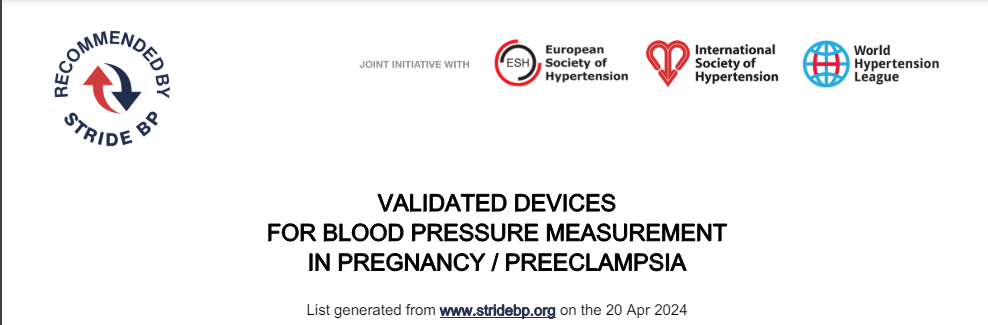 RECOMMENDED BY
STRIDE BP
JOINT INITIATIVE WITH
ESH
European
Society of
Hypertension
International
Society of
Hypertension
World
Hypertension
League
VALIDATED DEVICES
FOR BLOOD PRESSURE MEASUREMENT
IN PREGNANCY / PREECLAMPSIA
List generated from www.stridebp.org on the 20 Apr 2024